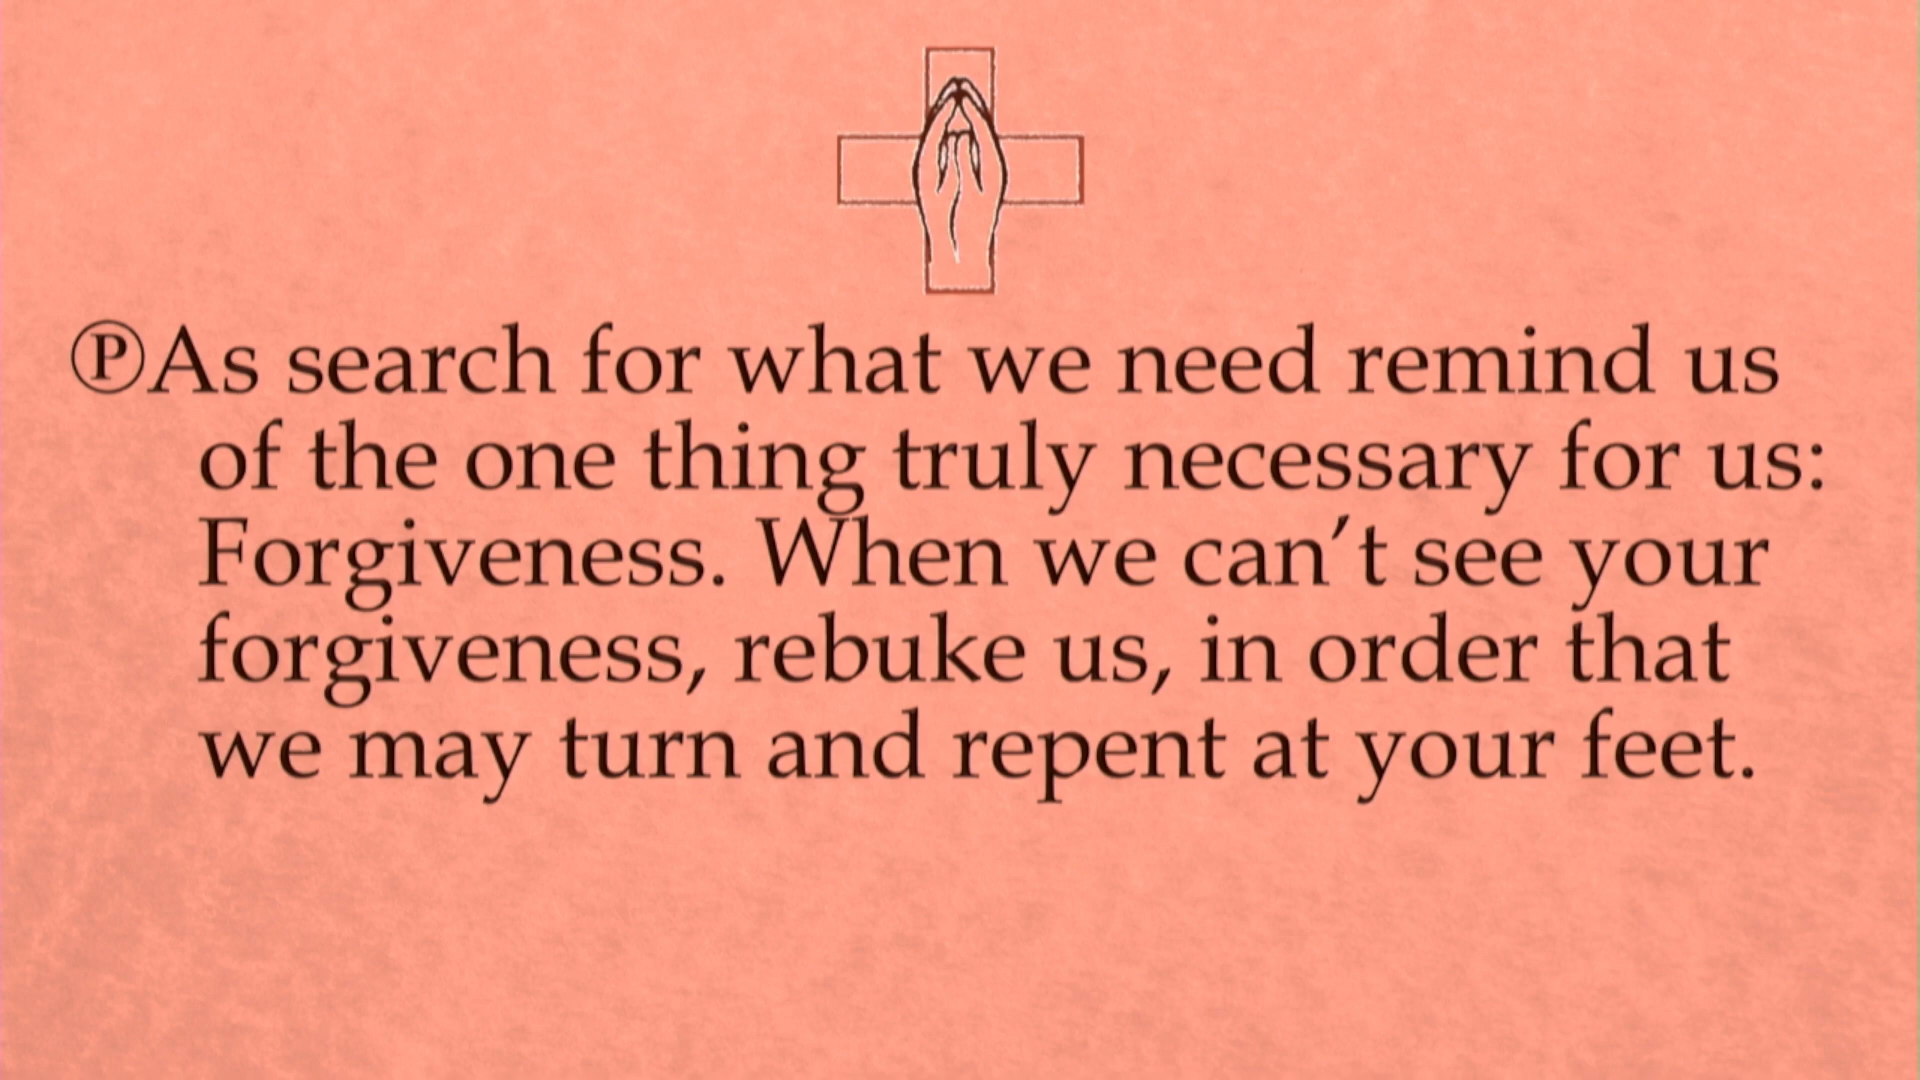 ⓅAs search for what we need remind us
of the one thing truly necessary for us:
Forgiveness. When we can’t see your
forgiveness, rebuke us, in order that
we may turn and repent at your feet.